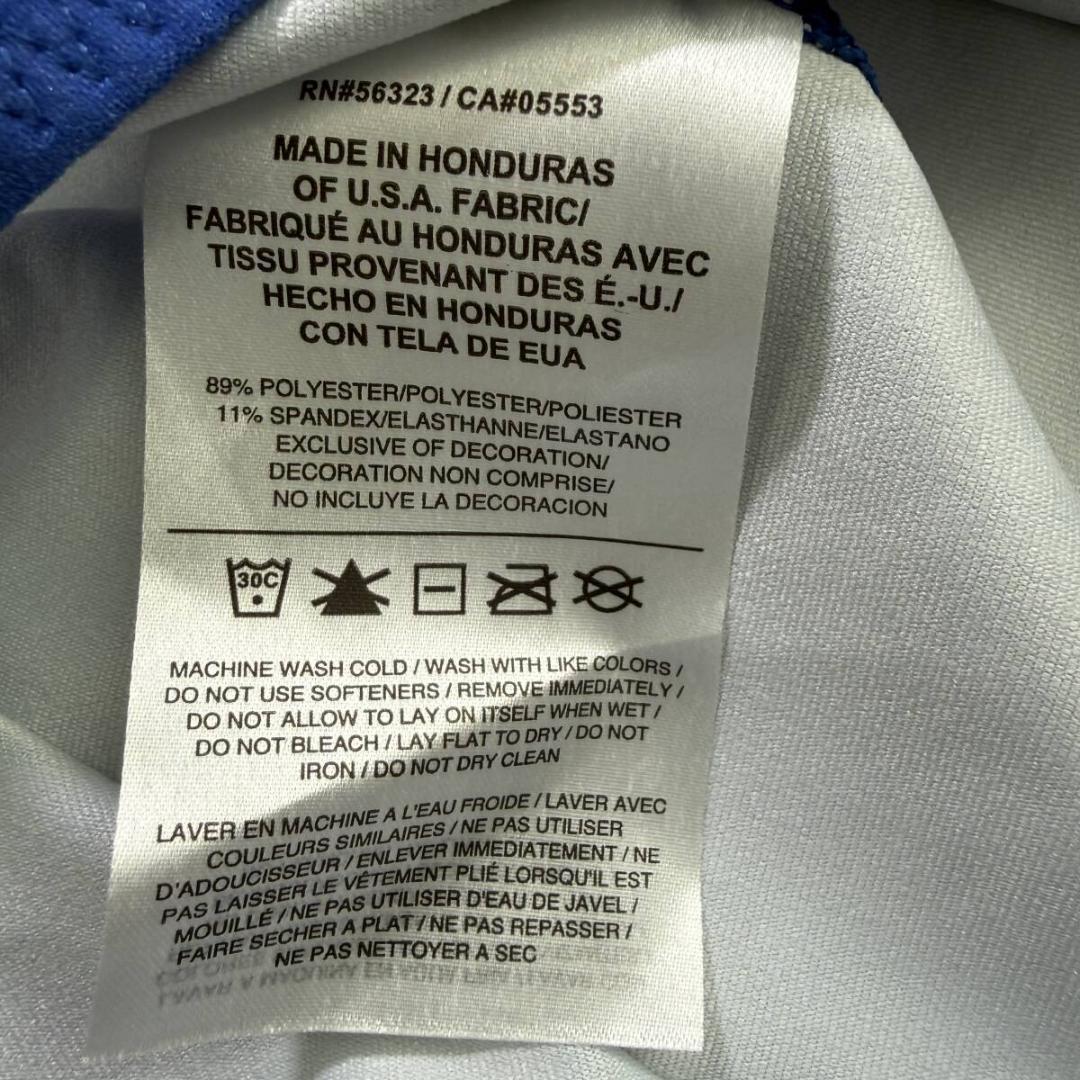 RN#56323 / CA#05553
MADE IN HONDURAS
OF U.S.A. FABRIC/
FABRIQUÉ AU HONDURAS AVEC
TISSU PROVENANT DES É.-U./
HECHO EN HONDURAS
CON TELA DE EUA
89% POLYESTER/POLYESTER/POLIESTER
11% SPANDEX/ELASTHANNE/ELASTANO
EXCLUSIVE OF DECORATION/
DECORATION NON COMPRISE/
NO INCLUYE LA DECORACION
30C
MACHINE WASH COLD / WASH WITH LIKE COLORS /
DO NOT USE SOFTENERS / REMOVE IMMEDIATELY /
DO NOT ALLOW TO LAY ON ITSELF WHEN WET /
DO NOT BLEACH / LAY FLAT TO DRY / DO NOT
IRON / DO NOT DRY CLEAN
LAVER EN MACHINE A L'EAU FROIDE / LAVER AVEC
COULEURS SIMILAIRES / NE PAS UTILISER
D'ADOUCISSEUR / ENLEVER IMMEDIATEMENT / NE
PAS LAISSER LE VÊTEMENT PLIÉ LORSQU'IL EST
MOUILLÉ / NE PAS UTILISER D'EAU DE JAVEL /
FAIRE SECHER A PLAT / NE PAS REPASSER /
NE PAS NETTOYER A SEC